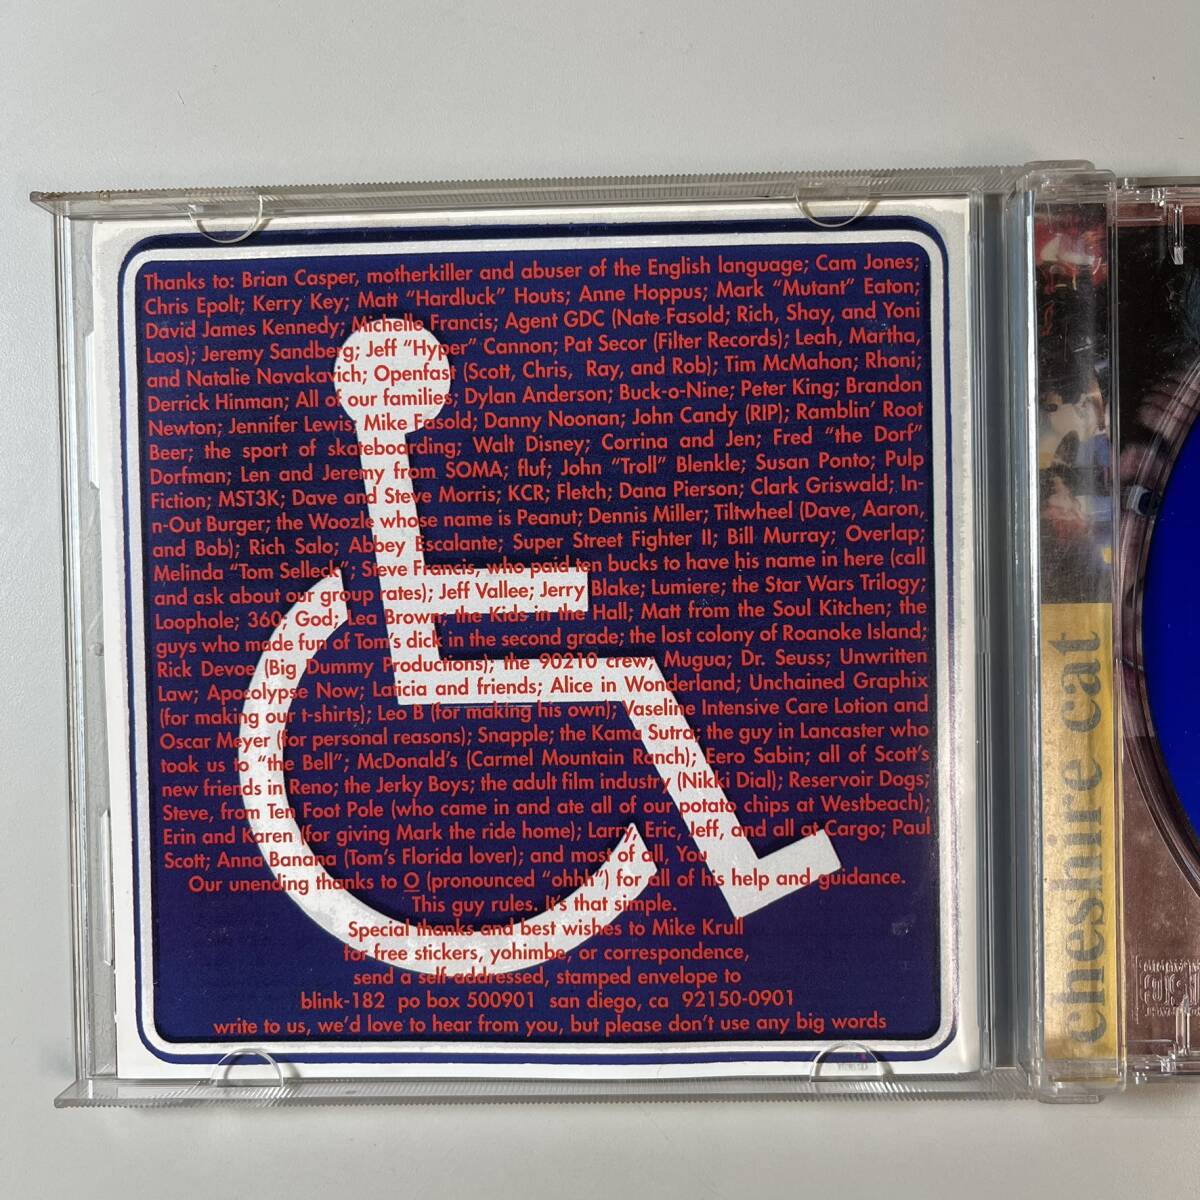 Thanks to: Brian Casper, motherkiller and abuser of the English language; Cam Jones;
Chris Epolt; Kerry Key; Matt “Hardluck” Houts; Anne Hoppus; Mark “Mutant” Eaton;
David James Kennedy; Michelle Francis; Agent GDC (Nate Fasold; Rich, Shay, and Yoni
Laos); Jeremy Sandberg; Jeff “Hyper” Cannon; Pat Secor (Filter Records); Leah, Martha,
and Natalie Navakavich; Openfast (Scott, Chris, Ray, and Rob); Tim McMahon; Rhoni;
Derrick Hinman; All of our families; Dylan Anderson; Buck-o-Nine; Peter King; Brandon
Newton; Jennifer Lewis; Mike Fasold; Danny Noonan; John Candy (RIP); Ramblin’ Root
Beer; the sport of skateboarding; Walt Disney; Corrina and Jen; Fred “the Dorf”
Dorfman; Len and Jeremy from SOMA; fluf; John “Troll” Blenkle; Susan Ponto; Pulp
Fiction; MST3K; Dave and Steve Morris; KCR; Fletch; Dana Pierson; Clark Griswald; In-
n-Out Burger; the Woozle whose name is Peanut; Dennis Miller; Tiltwheel (Dave, Aaron,
and Bob); Rich Salo; Abbey Escalante; Super Street Fighter II; Bill Murray; Overlap;
Melinda “Tom Selleck”; Steve Francis, who paid ten bucks to have his name in here (call
and ask about our group rates); Jeff Vallee; Jerry Blake; Lumiere; the Star Wars Trilogy;
Loophole; 360; God; Lea Brown; the Kids in the Hall; Matt from the Soul Kitchen; the
guys who made fun of Tom’s dick in the second grade; the lost colony of Roanoke Island;
Rick Devoe (Big Dummy Productions); the 90210 crew; Mugua; Dr. Seuss; Unwritten
Law; Apocolypse Now; Laticia and friends; Alice in Wonderland; Unchained Graphix
(for making our t-shirts); Leo B (for making his own); Vaseline Intensive Care Lotion and
Oscar Meyer (for personal reasons); Snapple; the Kama Sutra; the guy in Lancaster who
took us to “the Bell”; McDonald’s (Carmel Mountain Ranch); Eero Sabin; all of Scott’s
new friends in Reno; the Jerky Boys; the adult film industry (Nikki Dial); Reservoir Dogs;
Steve, from Ten Foot Pole (who came in and ate all of our potato chips at Westbeach);
Erin and Karen (for giving Mark the ride home); Larry, Eric, Jeff, and all at Cargo; Paul
Scott; Anna Banana (Tom’s Florida lover); and most of all, You
Our unending thanks to O (pronounced “ohhh”) for all of his help and guidance.
This guy rules. It’s that simple.
Special thanks and best wishes to Mike Krull
for free stickers, yohimbe, or correspondence,
send a self-addressed, stamped envelope to
blink-182 po box 500901 san diego, ca 92150-0901
write to us, we’d love to hear from you, but please don’t use any big words
cheshire cat